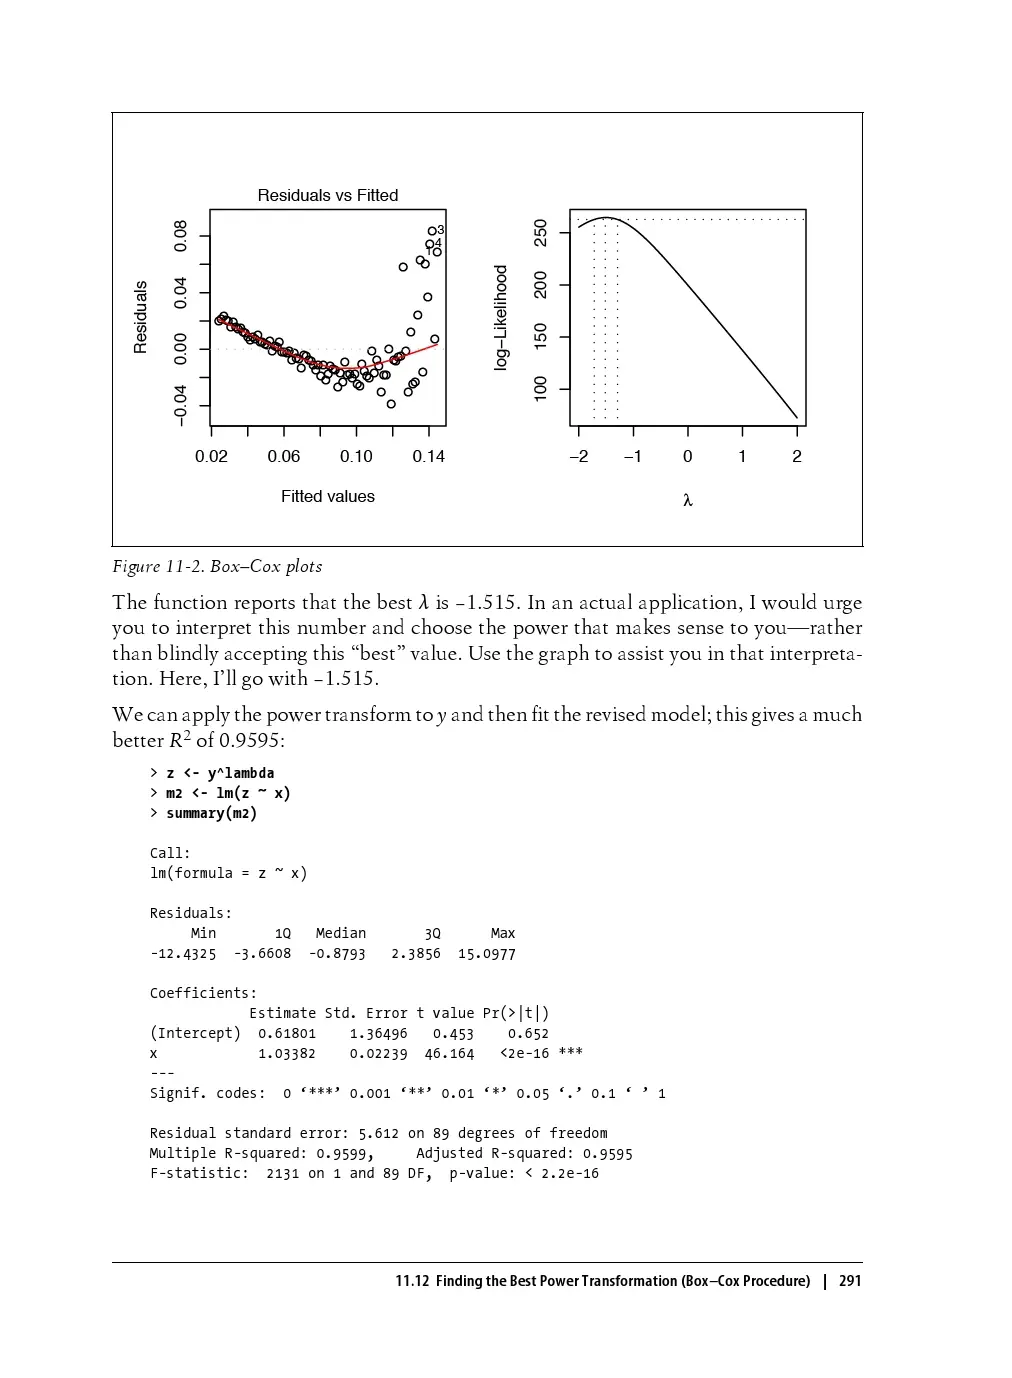 Residuals vs Fitted
Residuals
0.08
0.04
0.00
−0.04
3
4
1
0.02 0.06 0.10 0.14
Fitted values
log−Likelihood
250
200
150
100
−2 −1 0 1 2
λ
Figure 11-2. Box–Cox plots
The function reports that the best λ is –1.515. In an actual application, I would urge
you to interpret this number and choose the power that makes sense to you—rather
than blindly accepting this “best” value. Use the graph to assist you in that interpreta-
tion. Here, I’ll go with –1.515.
We can apply the power transform to y and then fit the revised model; this gives a much
better R² of 0.9595:
> z <- y^lambda
> m2 <- lm(z ~ x)
> summary(m2)
Call:
lm(formula = z ~ x)
Residuals:
Min 1Q Median 3Q Max
-12.4325 -3.6608 -0.8793 2.3856 15.0977
Coefficients:
Estimate Std. Error t value Pr(>|t|)
(Intercept) 0.61801 1.36496 0.453 0.652
x 1.03382 0.02239 46.164 <2e-16 ***
---
Signif. codes: 0 ‘***’ 0.001 ‘**’ 0.01 ‘*’ 0.05 ‘.’ 0.1 ‘ ’ 1
Residual standard error: 5.612 on 89 degrees of freedom
Multiple R-squared: 0.9599, Adjusted R-squared: 0.9595
F-statistic: 2131 on 1 and 89 DF, p-value: < 2.2e-16
11.12 Finding the Best Power Transformation (Box–Cox Procedure) | 291